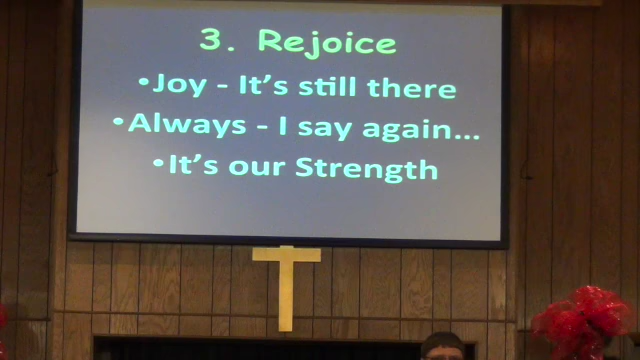 3. Rejoice
•Joy - It's still there
•Always - I say again...
•It's our Strength